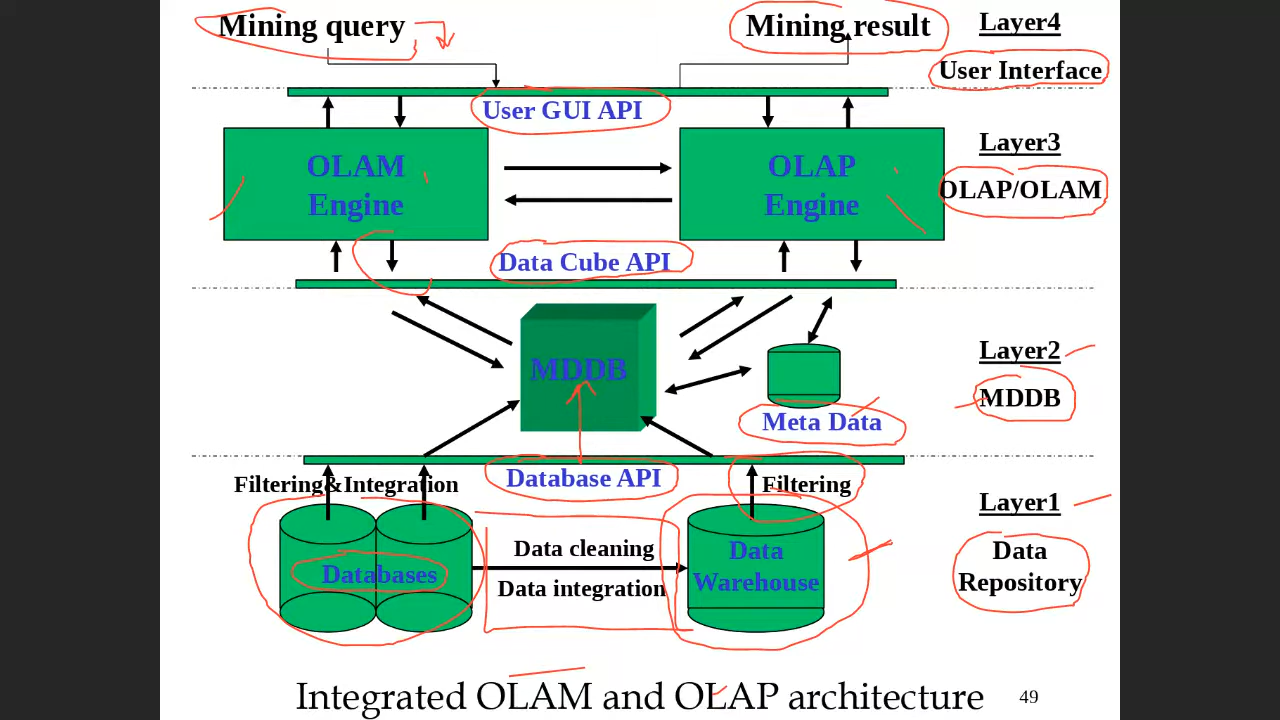 Mining query
Mining result
Layer4
User Interface
User GUI API
Layer3
OLAM
Engine
OLAP
Engine
OLAP/OLAM
Data Cube API
Layer2
MDDB
MDDB
Meta Data
Database API
Filtering&Integration
Filtering
Layer1
Databases
Data cleaning
Data integration
Data
Warehouse
Data
Repository
Integrated OLAM and OLAP architecture
49